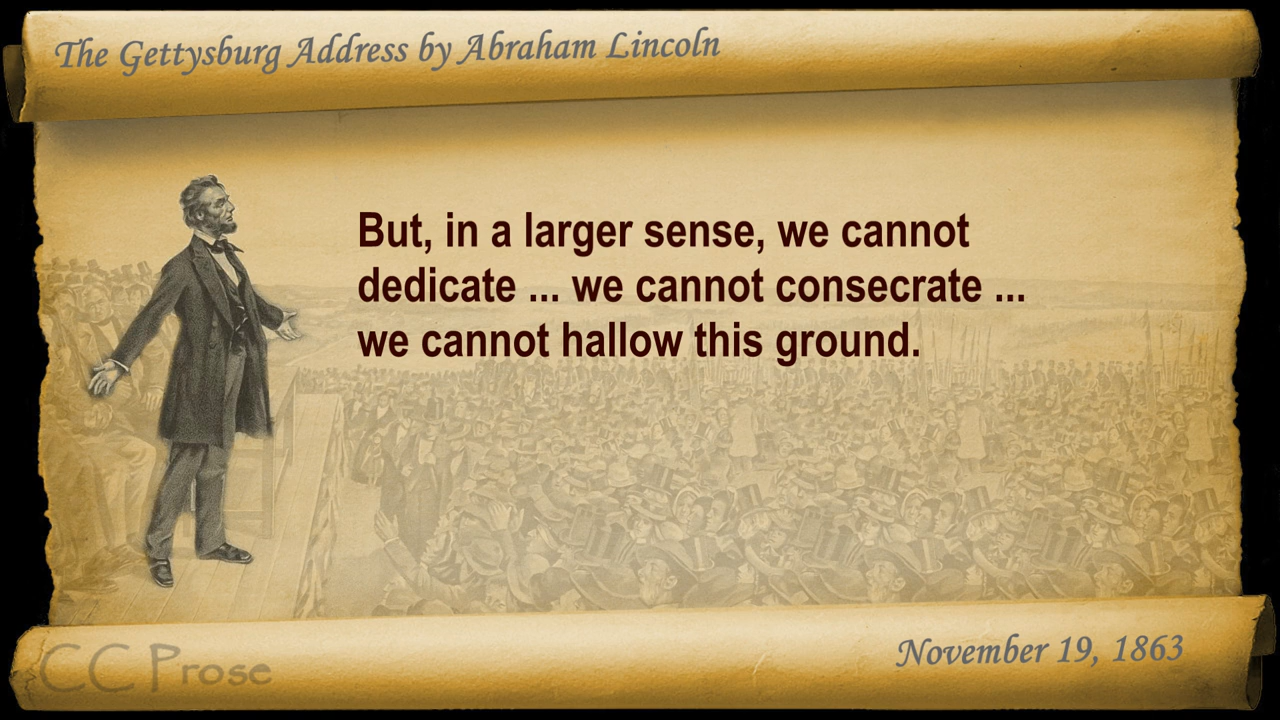 The Gettysburg Address by Abraham Lincoln
But, in a larger sense, we cannot
dedicate ... we cannot consecrate ...
we cannot hallow this ground.
CC Prose
November 19, 1863